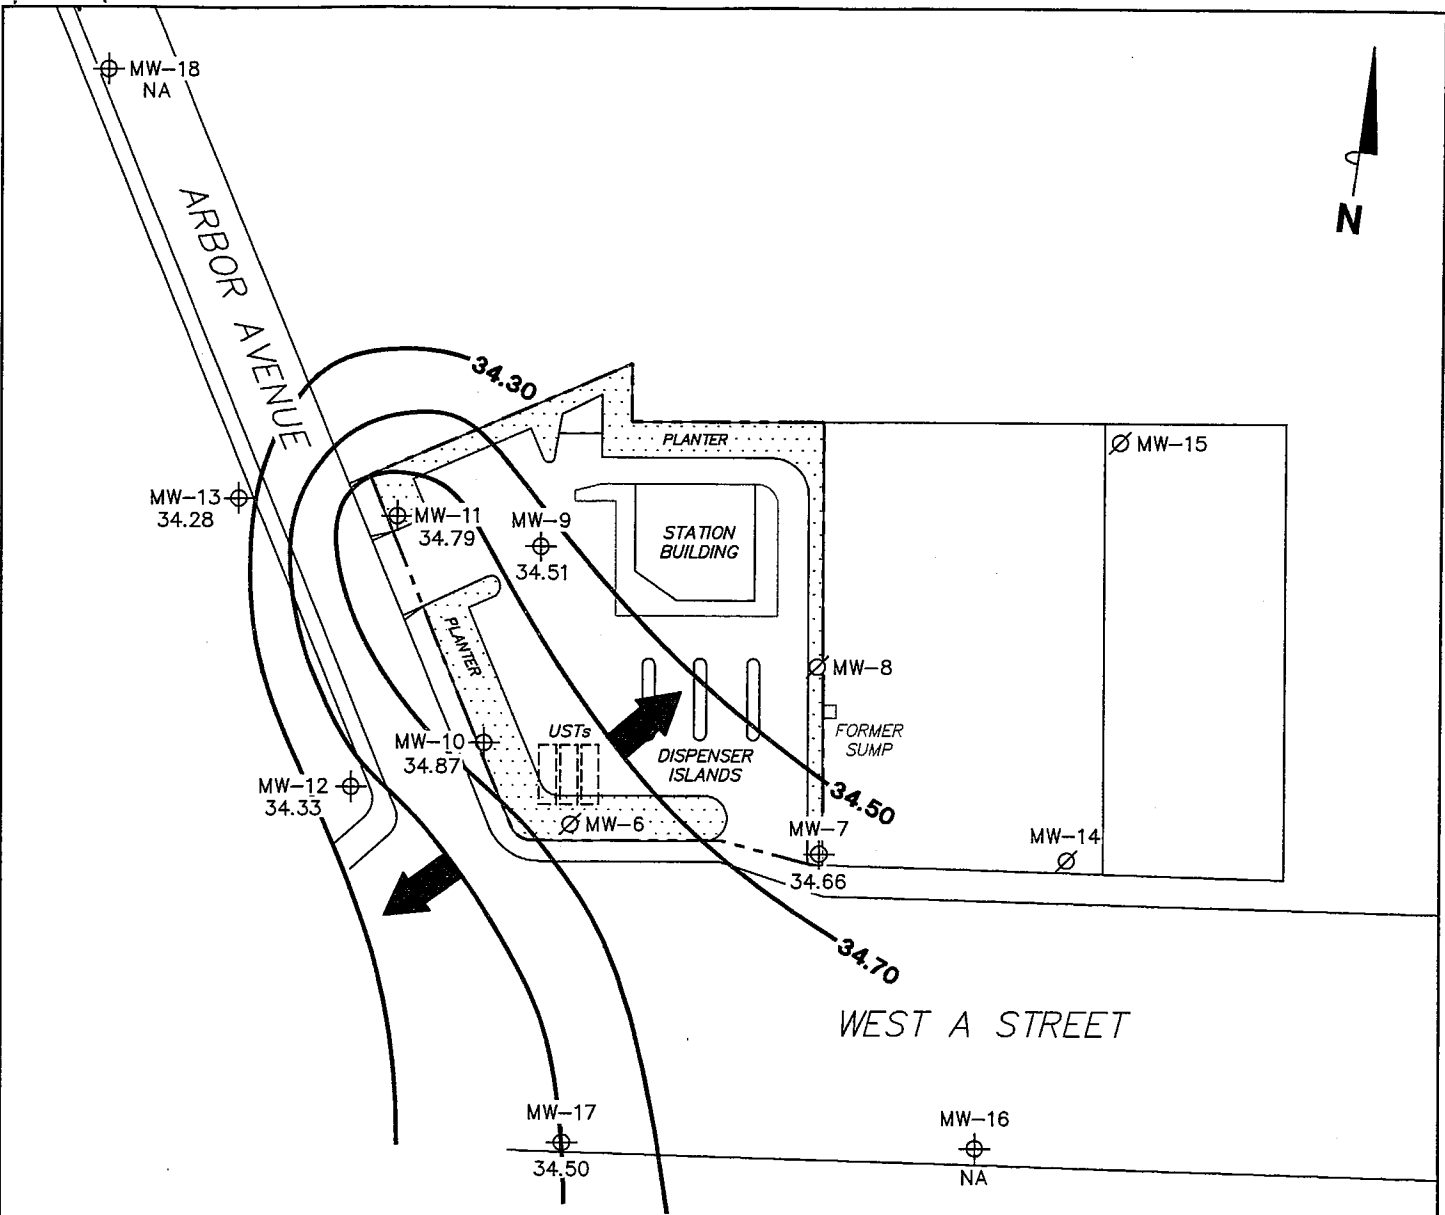 MW-18
NA
N
ARBOR AVENUE
34.30
PLANTER
MW-15
MW-13
34.28
MW-11
34.79
MW-9
34.51
STATION
BUILDING
PLANTER
MW-8
FORMER
SUMP
MW-10
34.87
USTs
DISPENSER
ISLANDS
MW-12
34.33
34.50
MW-6
MW-7
34.66
MW-14
34.70
WEST A STREET
MW-17
34.50
MW-16
NA